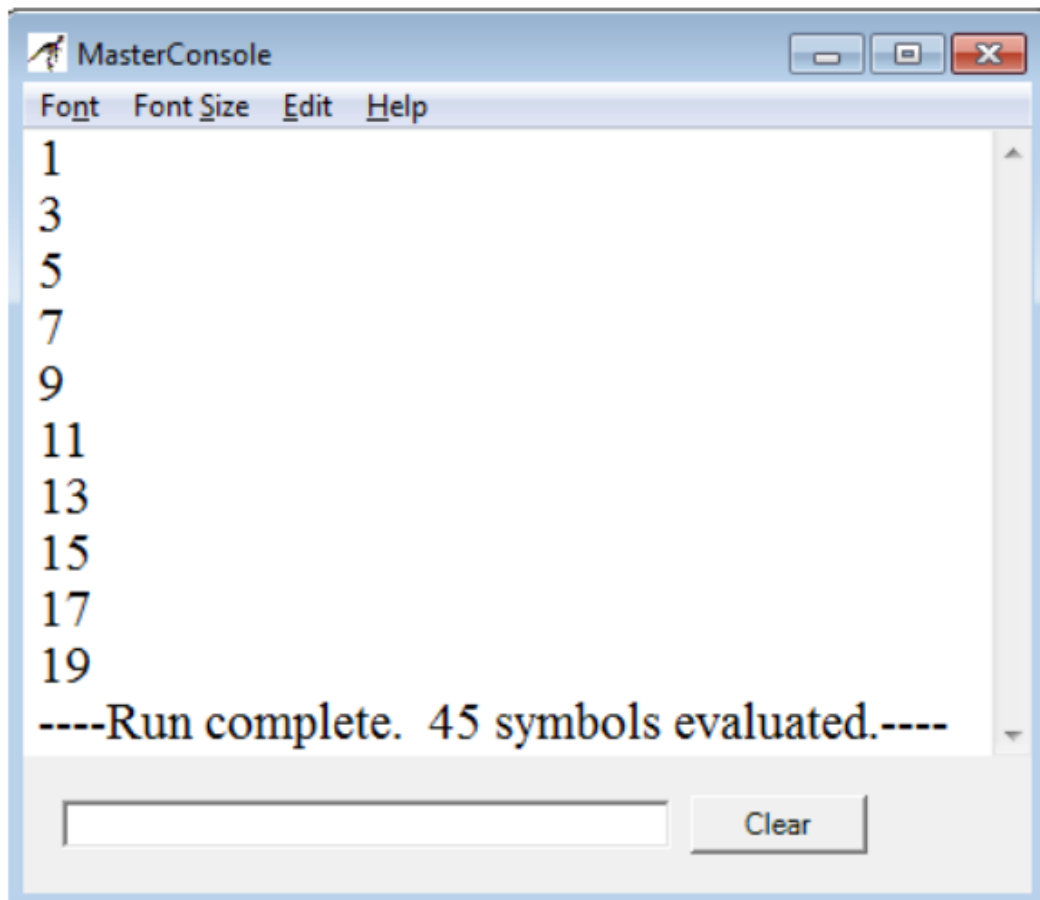 MasterConsole
Font Font Size Edit Help
1
3
5
7
9
11
13
15
17
19
----Run complete.  45 symbols evaluated.----
Clear